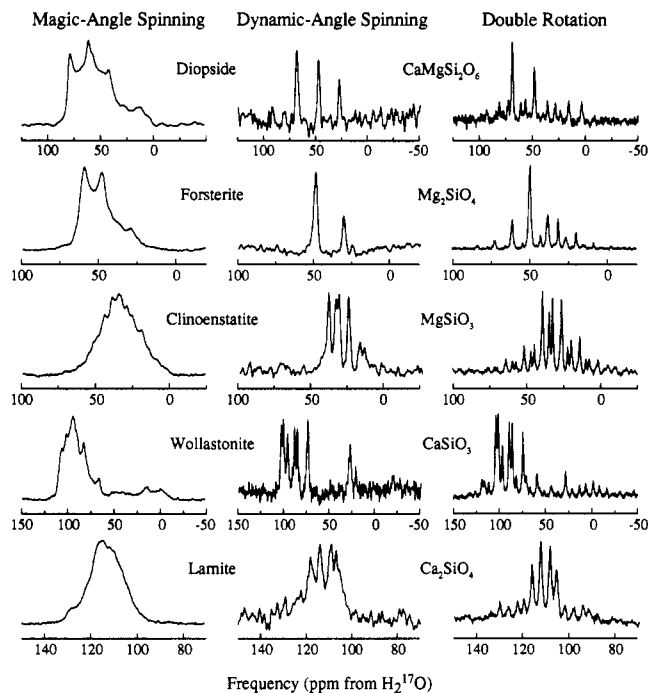 Magic-Angle Spinning Dynamic-Angle Spinning Double Rotation
Diopside CaMgSi₂O₆
100 50 0 100 50 0 -50 100 50 0 -50
Forsterite Mg₂SiO₄
100 50 0 100 50 0 100 50 0
Clinoenstatite MgSiO₃
100 50 0 100 50 0 100 50 0
Wollastonite CaSiO₃
150 100 50 0 -50 150 100 50 0 -50 150 100 50 0 -50
Larnite Ca₂SiO₄
140 120 100 80 140 120 100 80 140 120 100 80
Frequency (ppm from H₂¹⁷O)